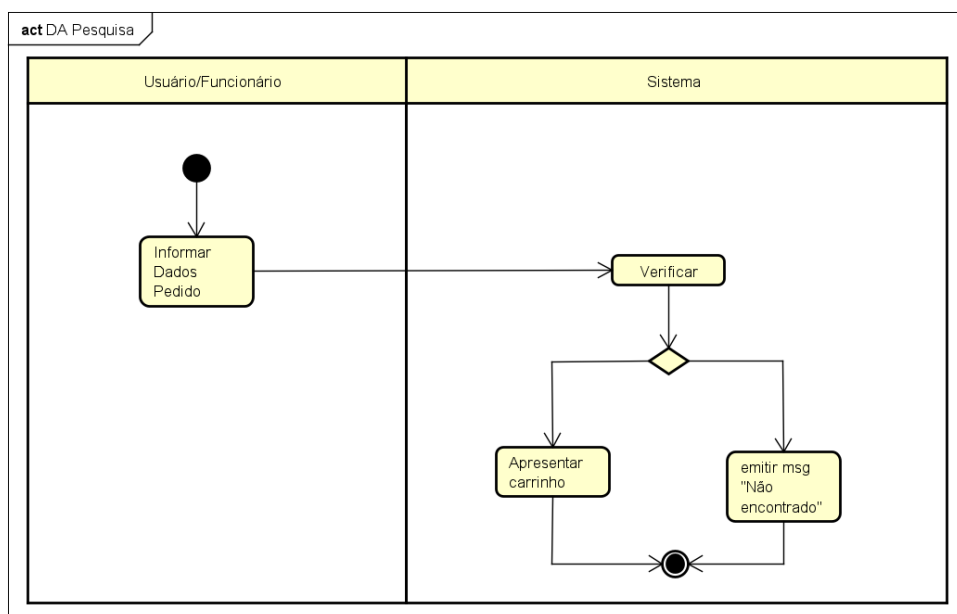 act DA Pesquisa
Usuário/Funcionário
Sistema
Informar
Dados
Pedido
Verificar
Apresentar
carrinho
emitir msg
"Não
encontrado"